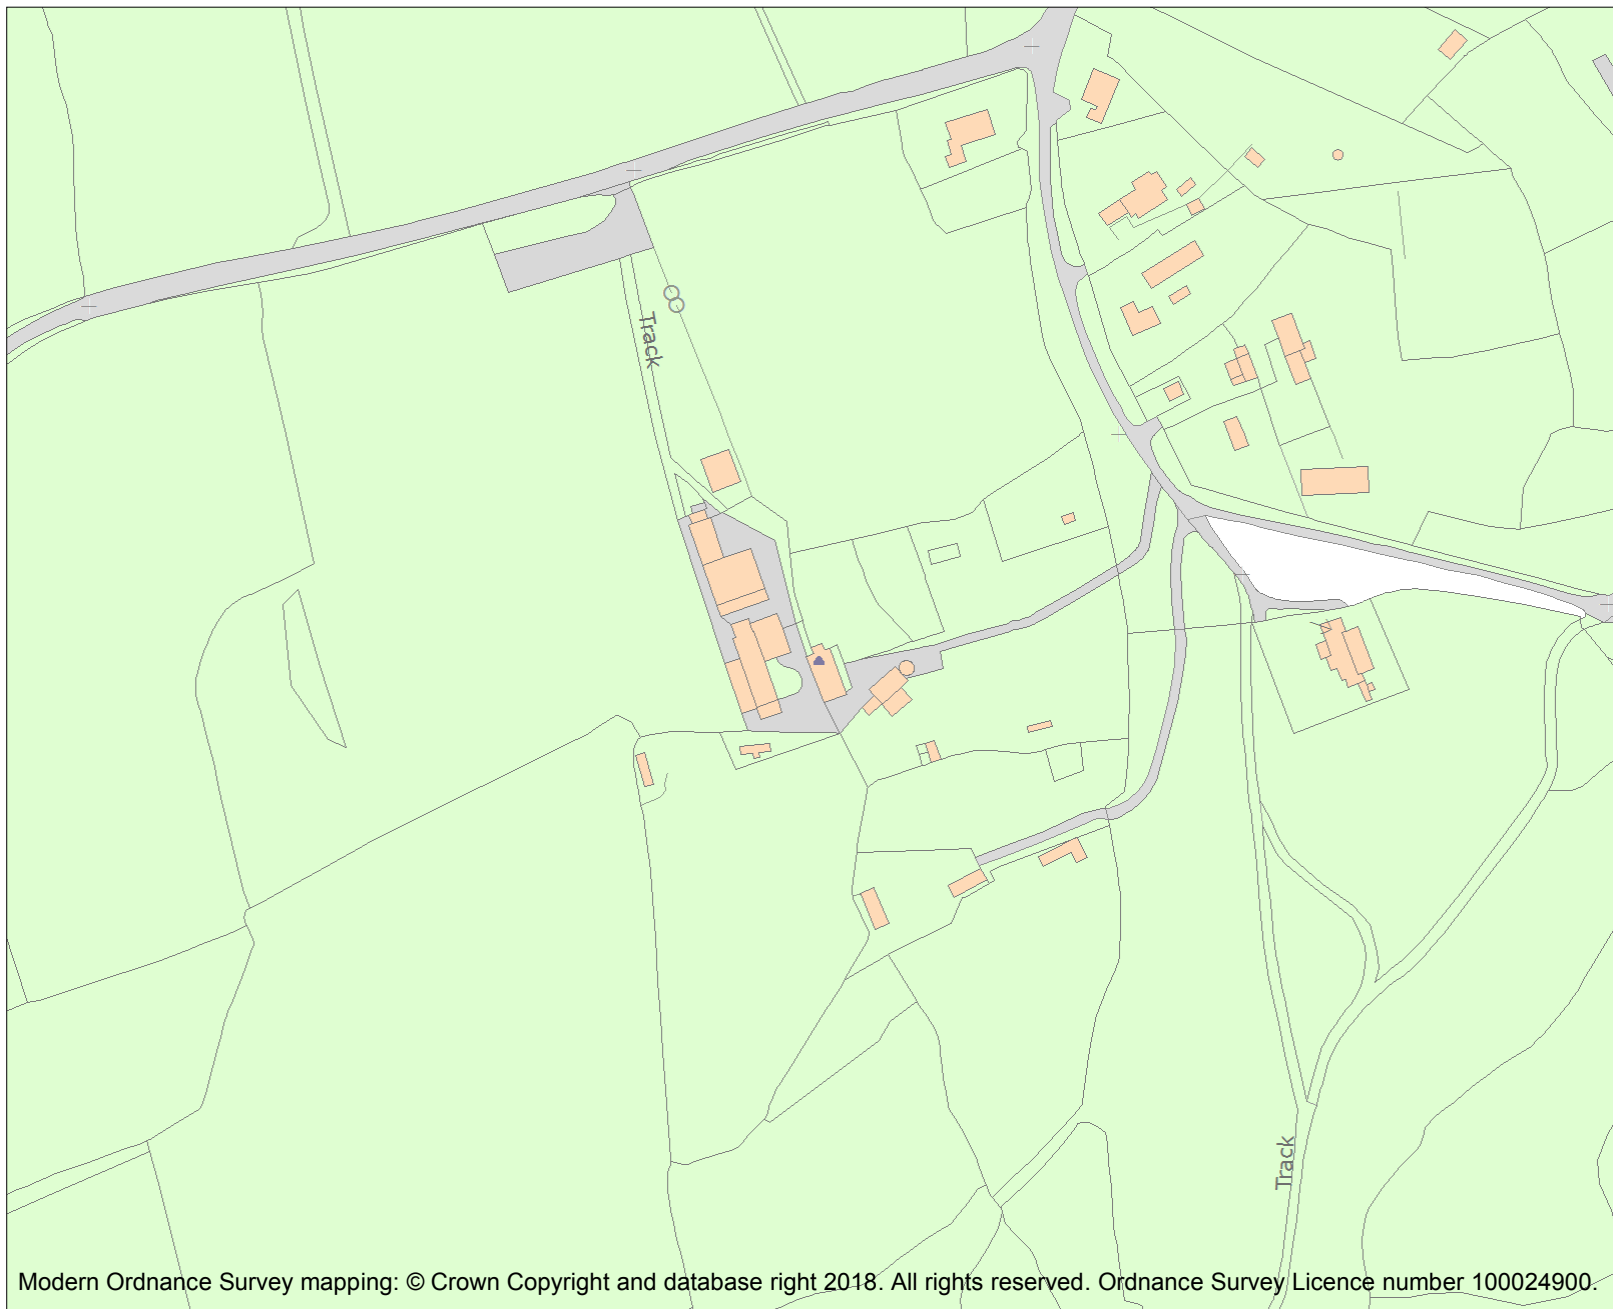 Track
Track
Modern Ordnance Survey mapping: © Crown Copyright and database right 2018. All rights reserved. Ordnance Survey Licence number 100024900.